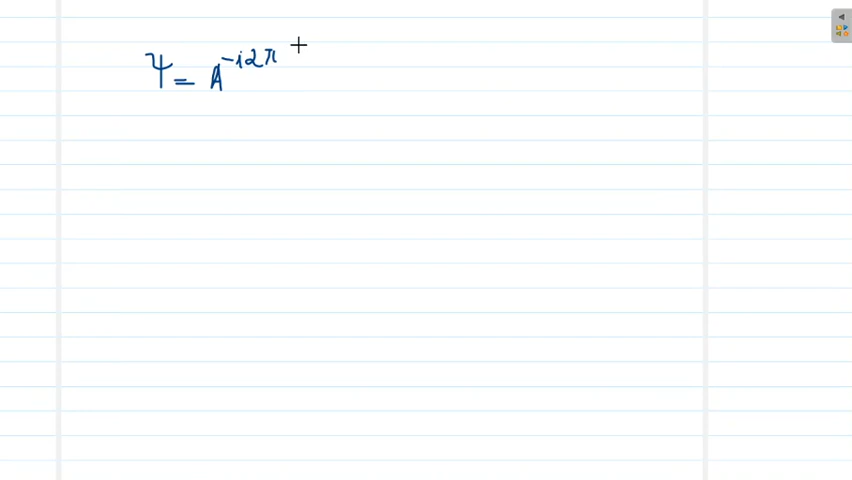 Ψ = A^{-i2π}